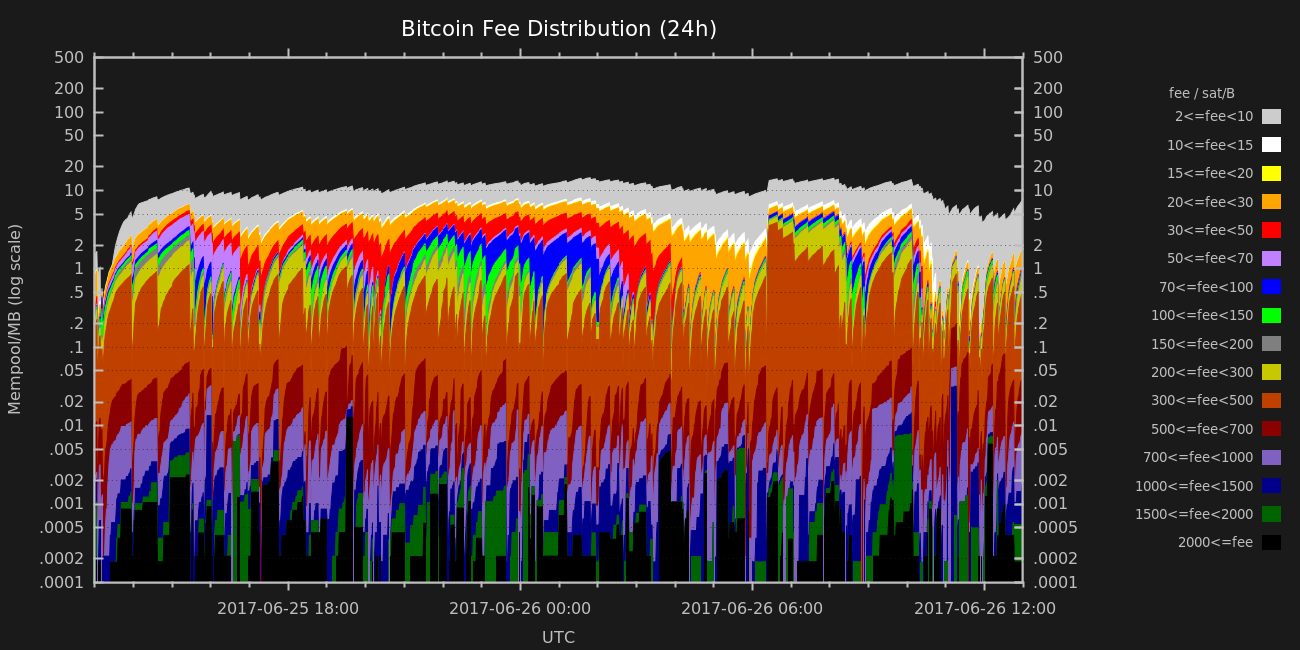 Bitcoin Fee Distribution (24h)
Mempool/MB (log scale)
500
200
100
50
20
10
5
2
1
.5
.2
.1
.05
.02
.01
.005
.002
.001
.0005
.0002
.0001
500
200
100
50
20
10
5
2
1
.5
.2
.1
.05
.02
.01
.005
.002
.001
.0005
.0002
.0001
2017-06-25 18:00
2017-06-26 00:00
2017-06-26 06:00
2017-06-26 12:00
UTC
fee / sat/B
2<=fee<10
10<=fee<15
15<=fee<20
20<=fee<30
30<=fee<50
50<=fee<70
70<=fee<100
100<=fee<150
150<=fee<200
200<=fee<300
300<=fee<500
500<=fee<700
700<=fee<1000
1000<=fee<1500
1500<=fee<2000
2000<=fee